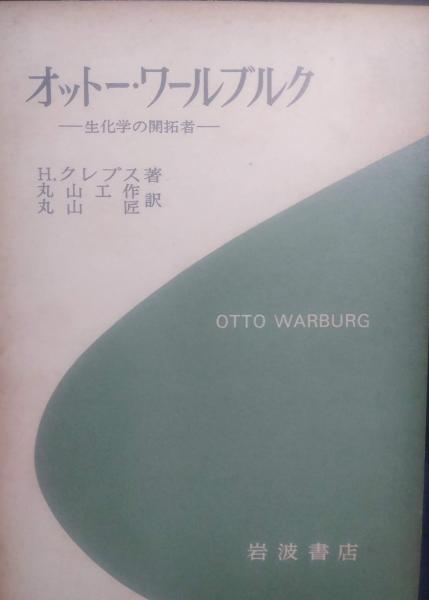 オットー・ワールブルク
—生化学の開拓者—
H.クレブス著
丸山工作
丸山匠訳
OTTO WARBURG
岩波書店